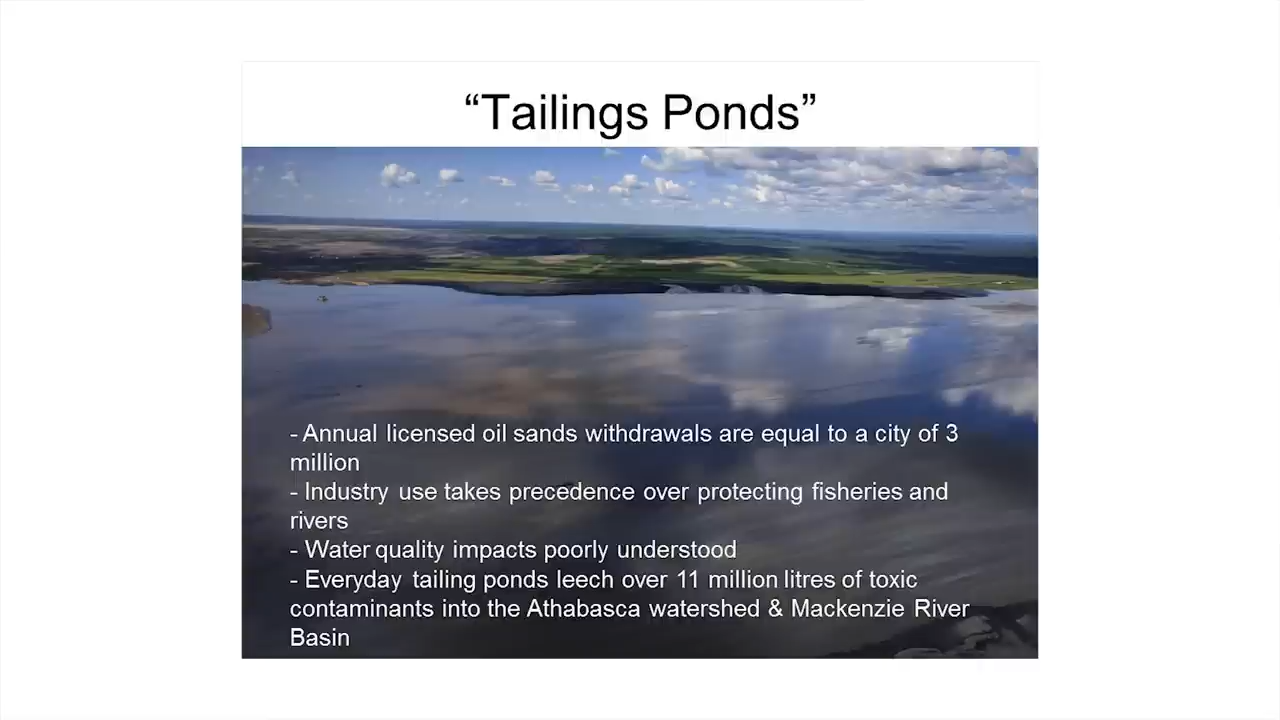 “Tailings Ponds”
- Annual licensed oil sands withdrawals are equal to a city of 3
million
- Industry use takes precedence over protecting fisheries and
rivers
- Water quality impacts poorly understood
- Everyday tailing ponds leech over 11 million litres of toxic
contaminants into the Athabasca watershed & Mackenzie River
Basin